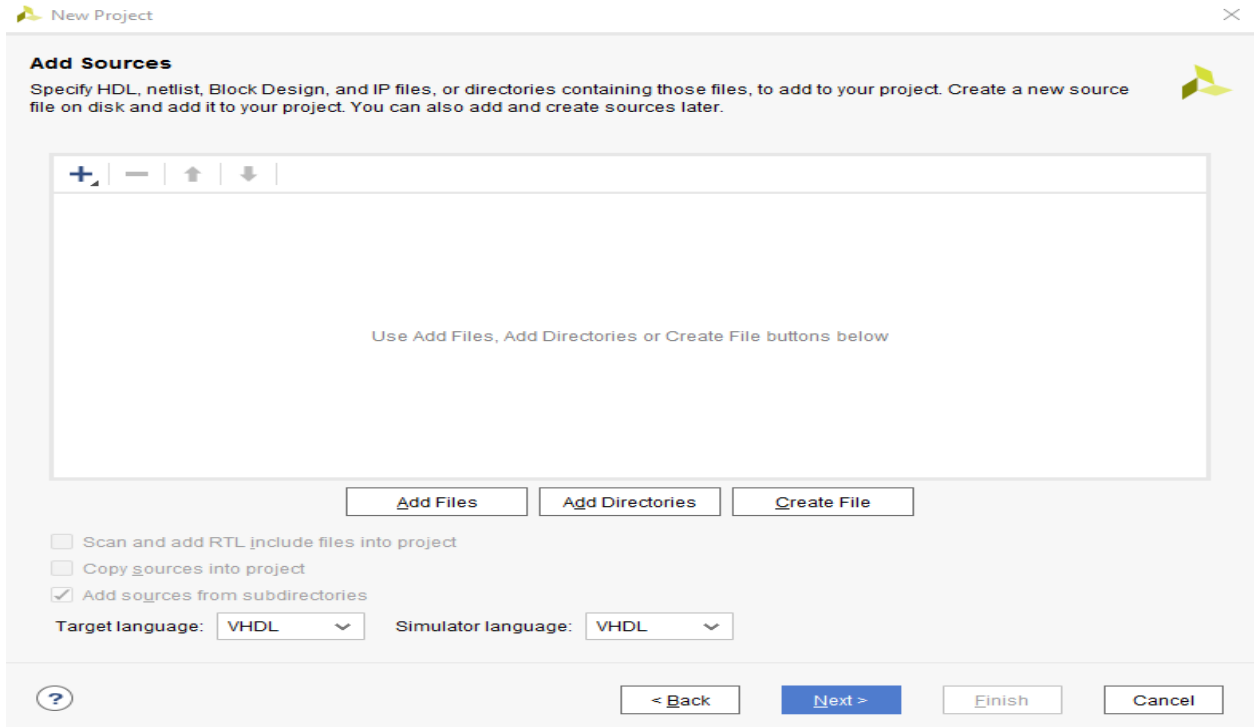 New Project
Add Sources
Specify HDL, netlist, Block Design, and IP files, or directories containing those files, to add to your project. Create a new source
file on disk and add it to your project. You can also add and create sources later.
Use Add Files, Add Directories or Create File buttons below
Add Files Add Directories Create File
Scan and add RTL include files into project
Copy sources into project
Add sources from subdirectories
Target language: VHDL Simulator language: VHDL
? < Back Next > Finish Cancel